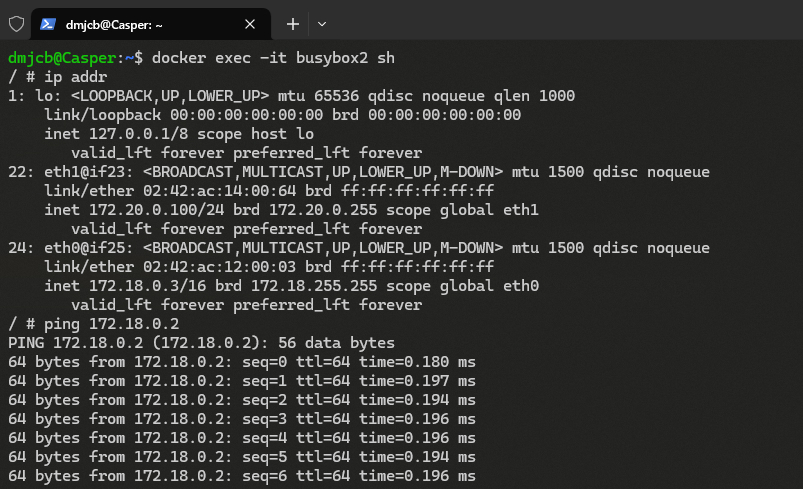 dmjcb@Casper: ~
dmjcb@Casper:~$ docker exec -it busybox2 sh
/ # ip addr
1: lo: <LOOPBACK,UP,LOWER_UP> mtu 65536 qdisc noqueue qlen 1000
    link/loopback 00:00:00:00:00:00 brd 00:00:00:00:00:00
    inet 127.0.0.1/8 scope host lo
       valid_lft forever preferred_lft forever
22: eth1@if23: <BROADCAST,MULTICAST,UP,LOWER_UP,M-DOWN> mtu 1500 qdisc noqueue
    link/ether 02:42:ac:14:00:64 brd ff:ff:ff:ff:ff:ff
    inet 172.20.0.100/24 brd 172.20.0.255 scope global eth1
       valid_lft forever preferred_lft forever
24: eth0@if25: <BROADCAST,MULTICAST,UP,LOWER_UP,M-DOWN> mtu 1500 qdisc noqueue
    link/ether 02:42:ac:12:00:03 brd ff:ff:ff:ff:ff:ff
    inet 172.18.0.3/16 brd 172.18.255.255 scope global eth0
       valid_lft forever preferred_lft forever
/ # ping 172.18.0.2
PING 172.18.0.2 (172.18.0.2): 56 data bytes
64 bytes from 172.18.0.2: seq=0 ttl=64 time=0.180 ms
64 bytes from 172.18.0.2: seq=1 ttl=64 time=0.197 ms
64 bytes from 172.18.0.2: seq=2 ttl=64 time=0.194 ms
64 bytes from 172.18.0.2: seq=3 ttl=64 time=0.196 ms
64 bytes from 172.18.0.2: seq=4 ttl=64 time=0.196 ms
64 bytes from 172.18.0.2: seq=5 ttl=64 time=0.194 ms
64 bytes from 172.18.0.2: seq=6 ttl=64 time=0.196 ms